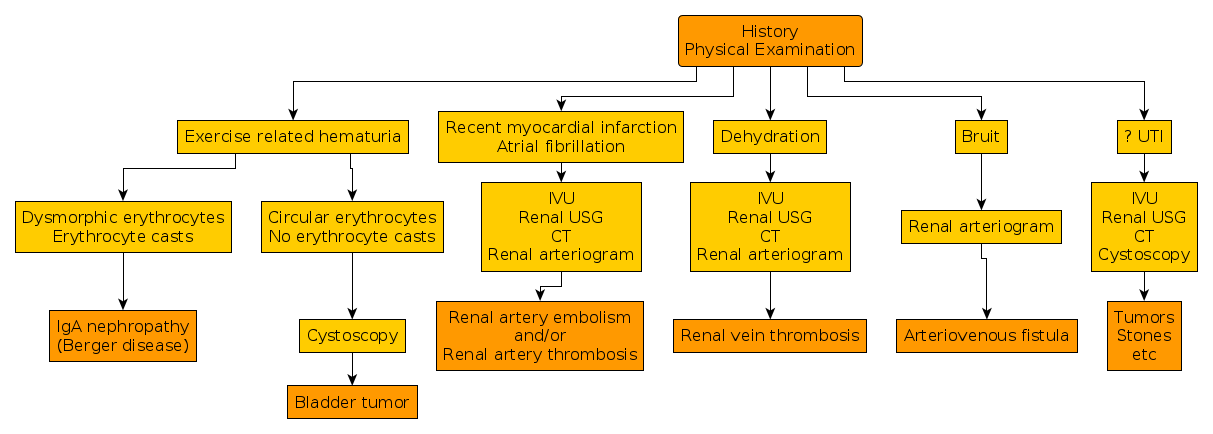 History
Physical Examination
Exercise related hematuria
Recent myocardial infarction
Atrial fibrillation
Dehydration
Bruit
? UTI
Dysmorphic erythrocytes
Erythrocyte casts
Circular erythrocytes
No erythrocyte casts
IVU
Renal USG
CT
Renal arteriogram
IVU
Renal USG
CT
Renal arteriogram
Renal arteriogram
IVU
Renal USG
CT
Cystoscopy
IgA nephropathy
(Berger disease)
Cystoscopy
Renal artery embolism
and/or
Renal artery thrombosis
Renal vein thrombosis
Arteriovenous fistula
Tumors
Stones
etc
Bladder tumor